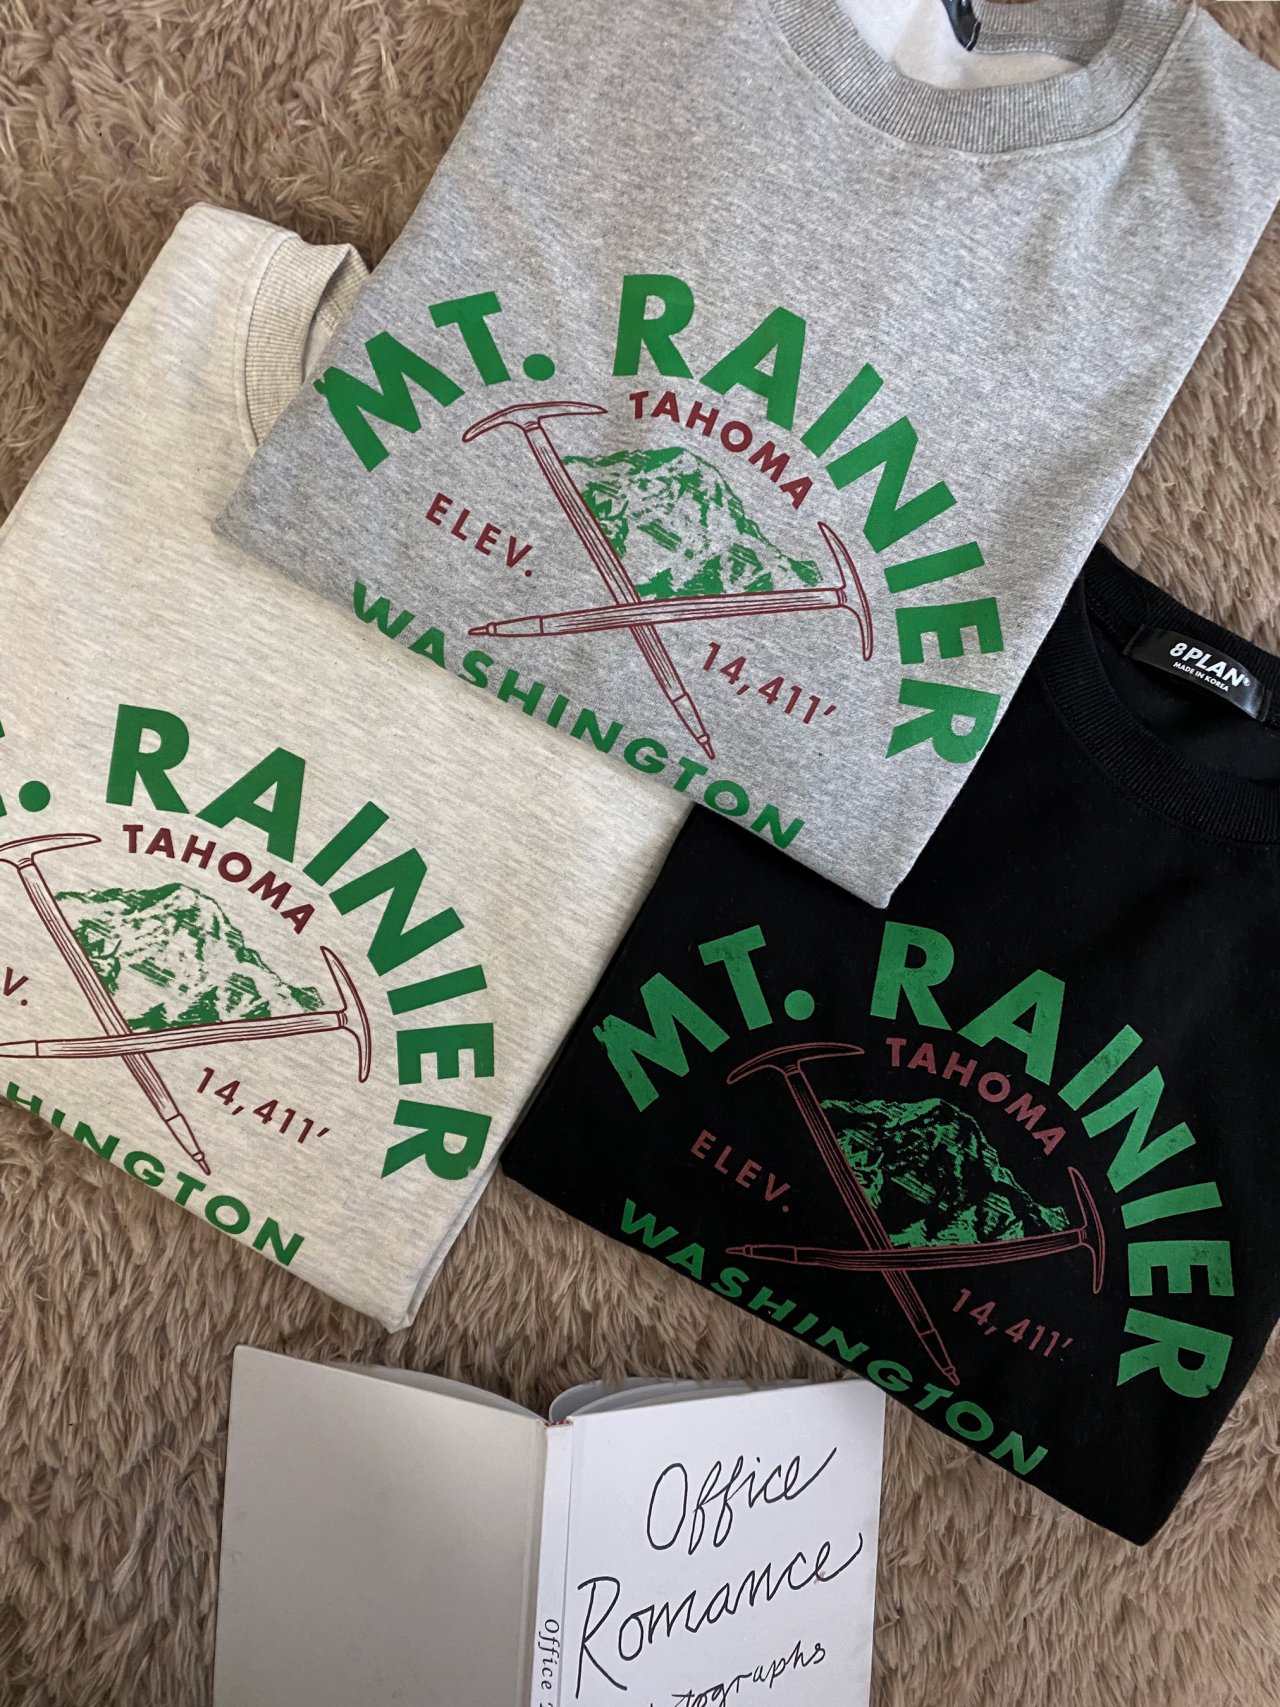 MT. RAINIER
TAHOMA
ELEV.
14,411'
WASHINGTON
8PLAN®
MADE IN KOREA
RAINIER
TAHOMA
14,411'
MT. RAINIER
TAHOMA
ELEV.
14,411'
WASHINGTON
Office
Romance
Office